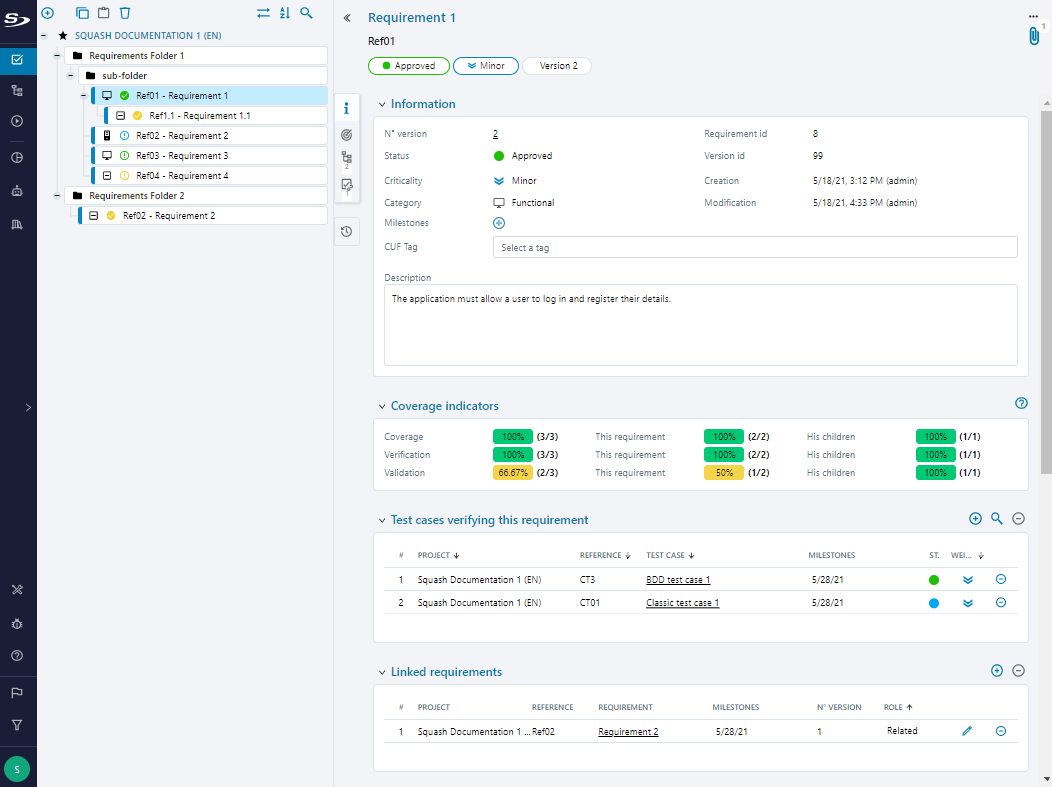 SQUASH DOCUMENTATION 1 (EN)
Requirements Folder 1
sub-folder
Ref01 - Requirement 1
Ref1.1 - Requirement 1.1
Ref02 - Requirement 2
Ref03 - Requirement 3
Ref04 - Requirement 4
Requirements Folder 2
Ref02 - Requirement 2
S
Requirement 1
Ref01
1
Approved Minor Version 2
2
1
Information
N° version 2 Requirement id 8
Status Approved Version id 99
Criticality Minor Creation 5/18/21, 3:12 PM (admin)
Category Functional Modification 5/18/21, 4:33 PM (admin)
Milestones
CUF Tag Select a tag
Description
The application must allow a user to log in and register their details.
Coverage indicators
Coverage 100% (3/3) This requirement 100% (2/2) His children 100% (1/1)
Verification 100% (3/3) This requirement 100% (2/2) His children 100% (1/1)
Validation 66.67% (2/3) This requirement 50% (1/2) His children 100% (1/1)
Test cases verifying this requirement
# PROJECT REFERENCE TEST CASE MILESTONES ST. WEI...
1 Squash Documentation 1 (EN) CT3 BDD test case 1 5/28/21
2 Squash Documentation 1 (EN) CT01 Classic test case 1 5/28/21
Linked requirements
# PROJECT REFERENCE REQUIREMENT MILESTONES N° VERSION ROLE
1 Squash Documentation 1 ... Ref02 Requirement 2 5/28/21 1 Related